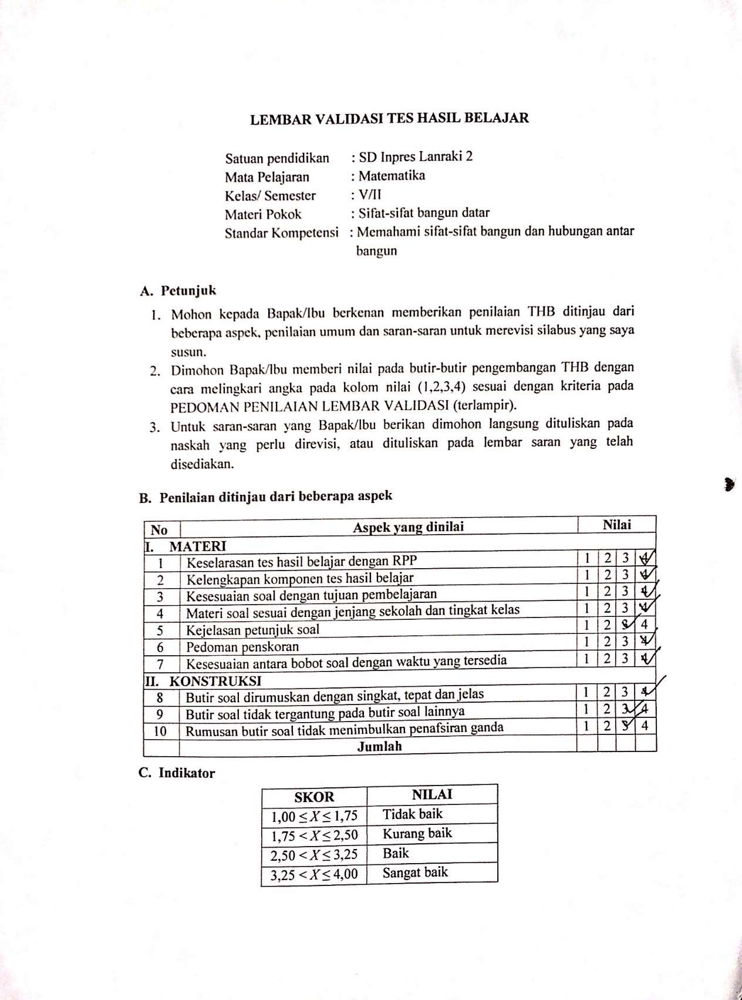 LEMBAR VALIDASI TES HASIL BELAJAR
Satuan pendidikan : SD Inpres Lanraki 2
Mata Pelajaran : Matematika
Kelas/ Semester : V/II
Materi Pokok : Sifat-sifat bangun datar
Standar Kompetensi : Memahami sifat-sifat bangun dan hubungan antar
bangun
A. Petunjuk
1. Mohon kepada Bapak/Ibu berkenan memberikan penilaian THB ditinjau dari
beberapa aspek, penilaian umum dan saran-saran untuk merevisi silabus yang saya
susun.
2. Dimohon Bapak/Ibu memberi nilai pada butir-butir pengembangan THB dengan
cara melingkari angka pada kolom nilai (1,2,3,4) sesuai dengan kriteria pada
PEDOMAN PENILAIAN LEMBAR VALIDASI (terlampir).
3. Untuk saran-saran yang Bapak/Ibu berikan dimohon langsung dituliskan pada
naskah yang perlu direvisi, atau dituliskan pada lembar saran yang telah
disediakan.
B. Penilaian ditinjau dari beberapa aspek
No Aspek yang dinilai Nilai
I. MATERI
1 Keselarasan tes hasil belajar dengan RPP 1 2 3 4
2 Kelengkapan komponen tes hasil belajar 1 2 3 4
3 Kesesuaian soal dengan tujuan pembelajaran 1 2 3 4
4 Materi soal sesuai dengan jenjang sekolah dan tingkat kelas 1 2 3 4
5 Kejelasan petunjuk soal 1 2 3 4
6 Pedoman penskoran 1 2 3 4
7 Kesesuaian antara bobot soal dengan waktu yang tersedia 1 2 3 4
II. KONSTRUKSI
8 Butir soal dirumuskan dengan singkat, tepat dan jelas 1 2 3 4
9 Butir soal tidak tergantung pada butir soal lainnya 1 2 3 4
10 Rumusan butir soal tidak menimbulkan penafsiran ganda 1 2 3 4
Jumlah
C. Indikator
SKOR NILAI
1,00 ≤ X ≤ 1,75 Tidak baik
1,75 < X ≤ 2,50 Kurang baik
2,50 < X ≤ 3,25 Baik
3,25 < X ≤ 4,00 Sangat baik